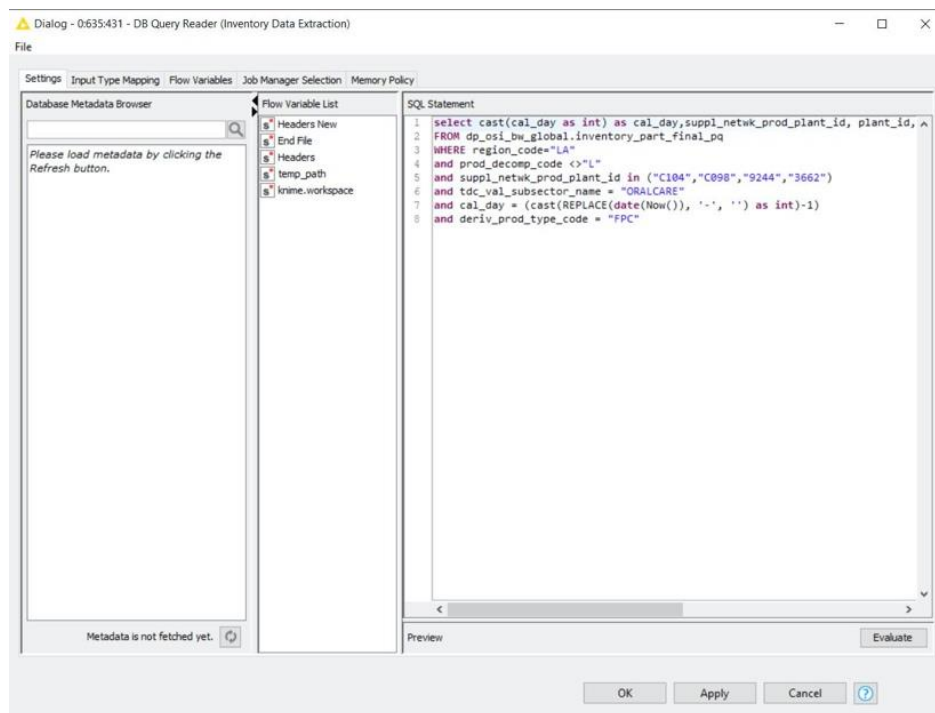 Dialog - 0:635:431 - DB Query Reader (Inventory Data Extraction)
File
Settings Input Type Mapping Flow Variables Job Manager Selection Memory Policy
Database Metadata Browser
Please load metadata by clicking the
Refresh button.
Metadata is not fetched yet.
Flow Variable List
s Headers New
s End File
s Headers
s temp_path
s knime.workspace
SQL Statement
1 select cast(cal_day as int) as cal_day,suppl_netwk_prod_plant_id, plant_id,
2 FROM dp_osi_bw_global.inventory_part_final_pq
3 WHERE region_code="LA"
4 and prod_decomp_code <>"L"
5 and suppl_netwk_prod_plant_id in ("C104","C098","9244","3662")
6 and tdc_val_subsector_name = "ORALCARE"
7 and cal_day = (cast(REPLACE(date(Now()), '-', '') as int)-1)
8 and deriv_prod_type_code = "FPC"
Preview
Evaluate
OK Apply Cancel ?